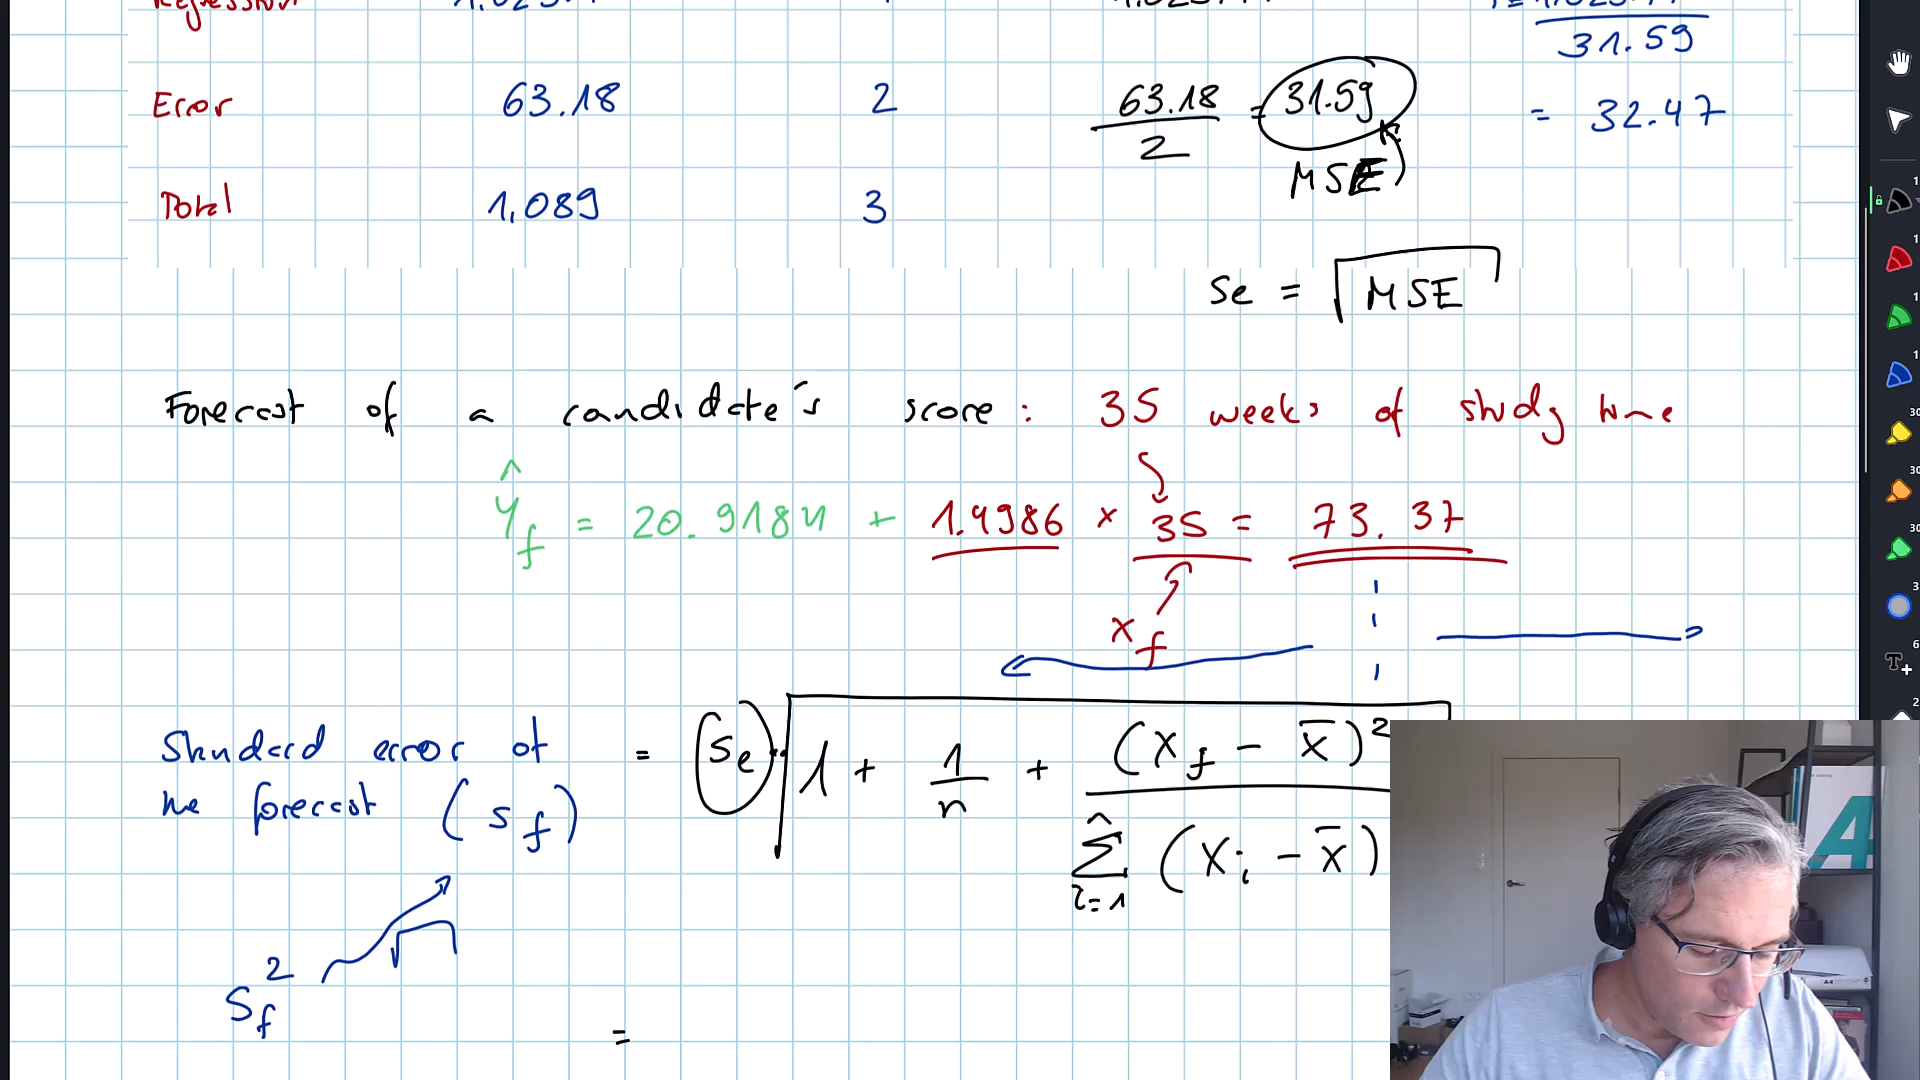 Regression
31.59
Error 63.18 2 63.18 / 2 = 31.59 = 32.47
MSE
Total 1,089 3
Se = √MSE
Forecast of a candidate's score: 35 weeks of study time
Ŷf = 20.9184 + 1.4986 × 35 = 73.37
xf
Standard error of the forecast (sf) = Se · √ 1 + 1/n + (Xf - X̄)² / n Σ i=1 (Xi - X̄)
Sf² √
=